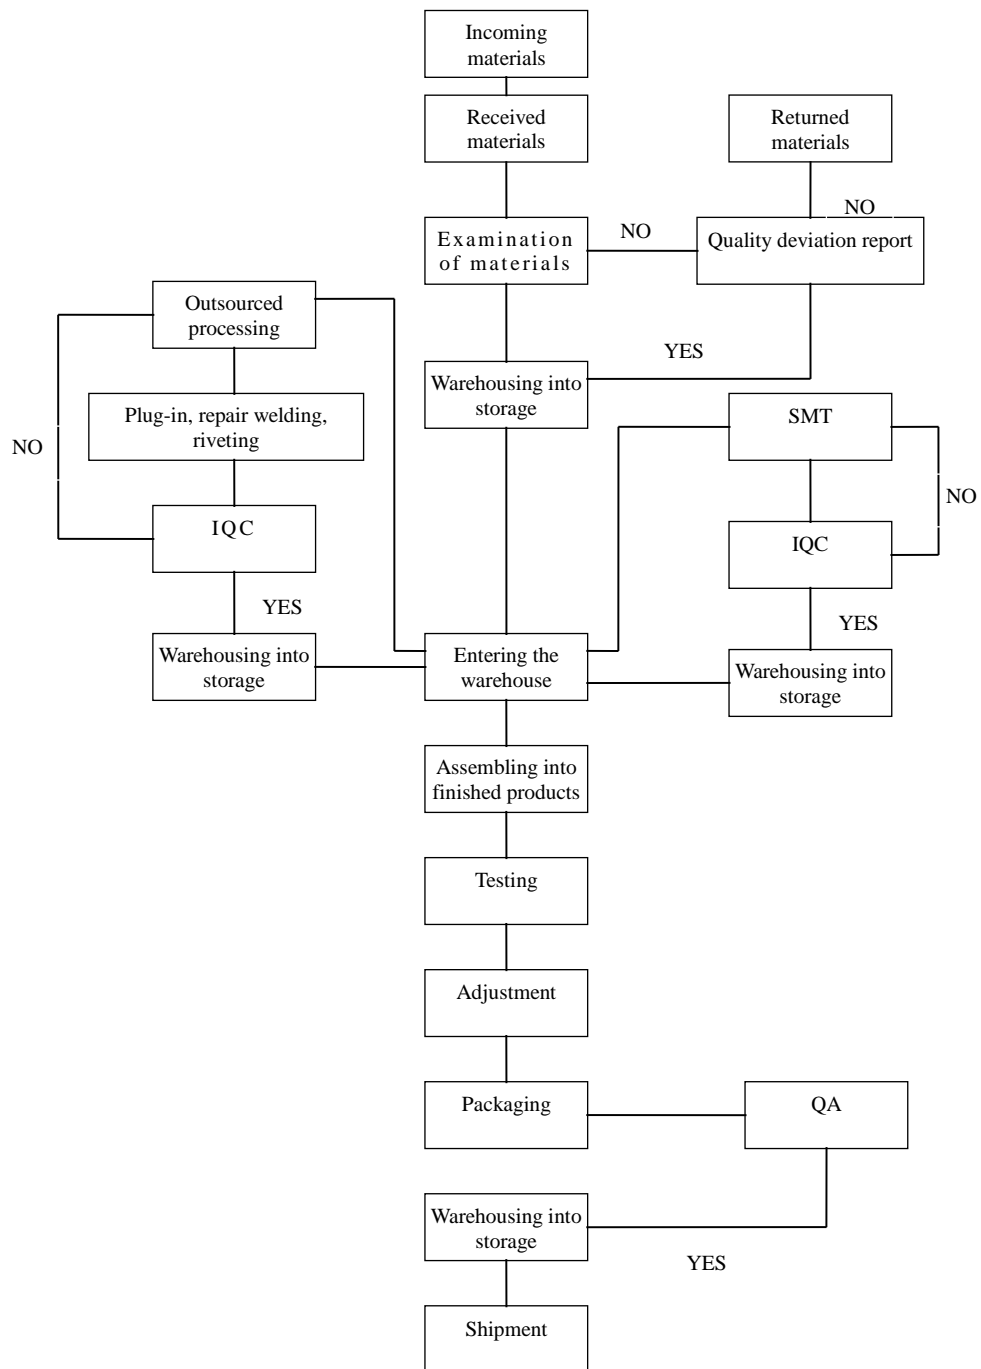 Incoming
materials
Received
materials
Returned
materials
NO
Examination
of materials
NO
Quality deviation report
Outsourced
processing
YES
Warehousing into
storage
Plug-in, repair welding,
riveting
SMT
NO
NO
IQC
IQC
YES
YES
Warehousing into
storage
Entering the
warehouse
Warehousing into
storage
Assembling into
finished products
Testing
Adjustment
Packaging
QA
Warehousing into
storage
YES
Shipment